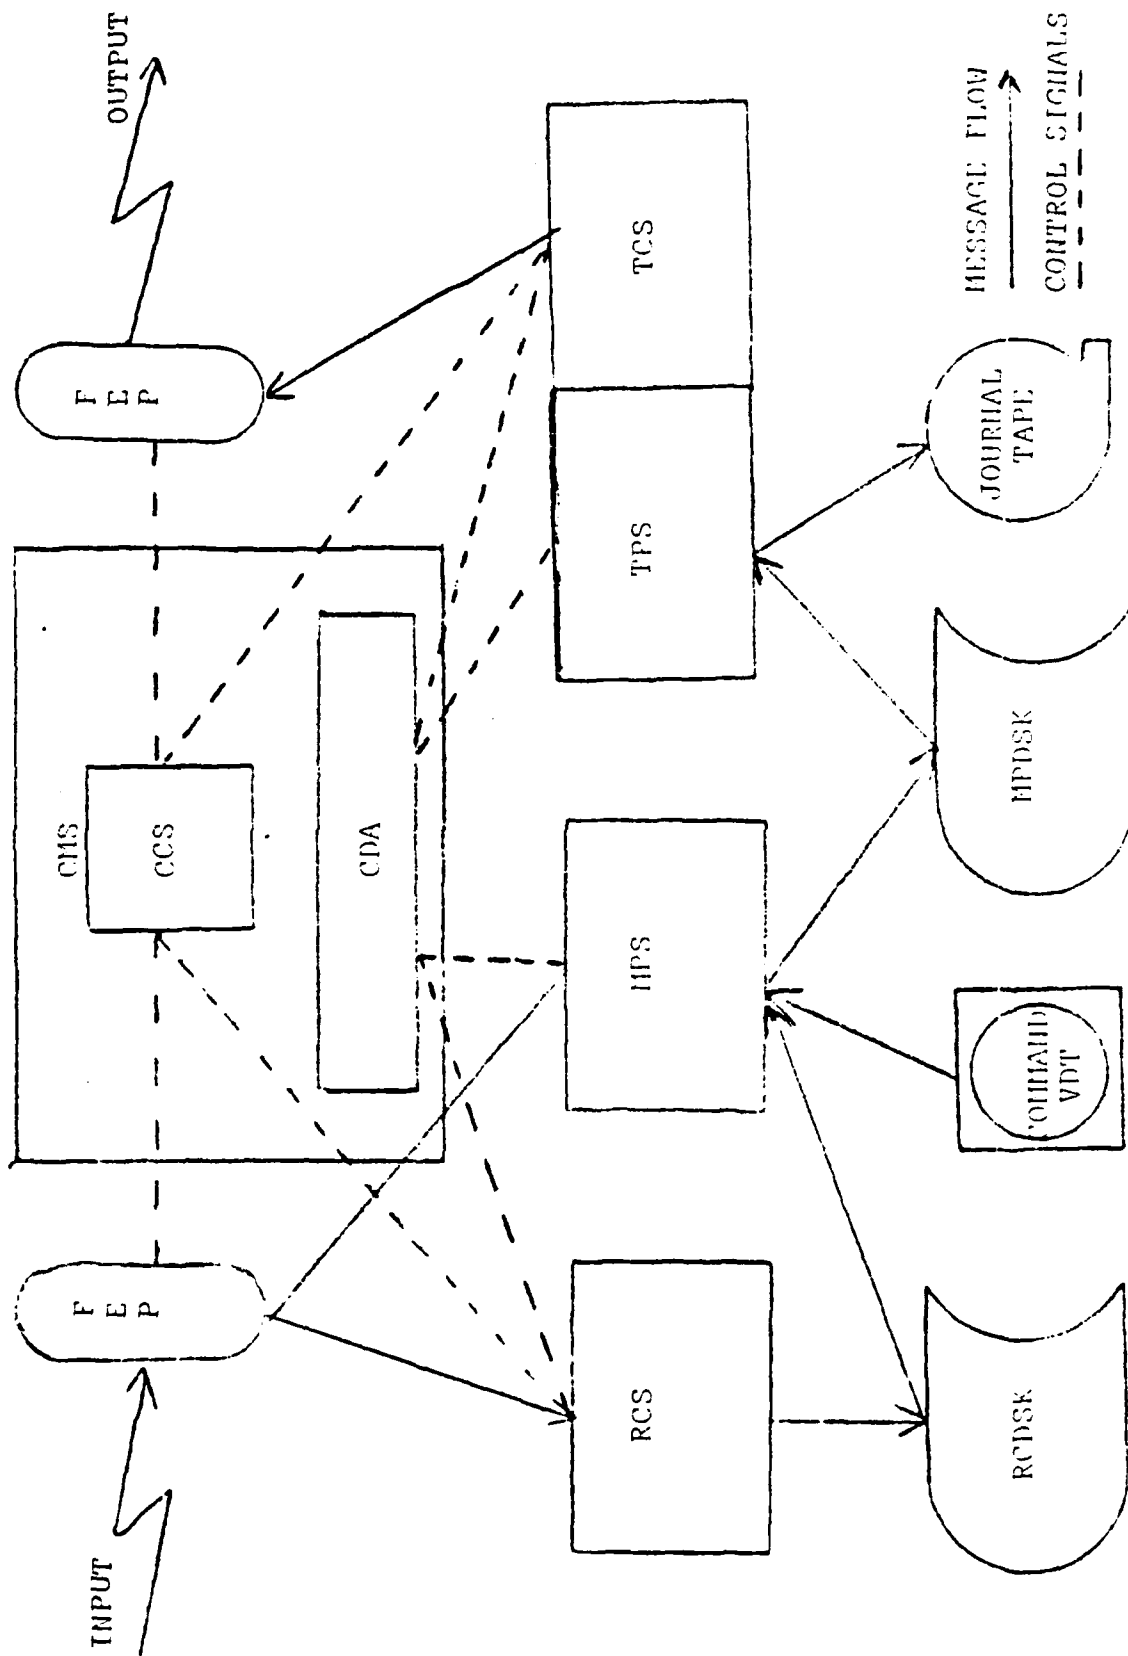 INPUT
OUTPUT
F
E
P
F
E
P
CMS
CCS
CDA
RCS
MPS
TPS
TCS
RCDSK
COMMAND
VDT
MPDSK
JOURNAL
TAPE
MESSAGE FLOW
CONTROL SIGNALS